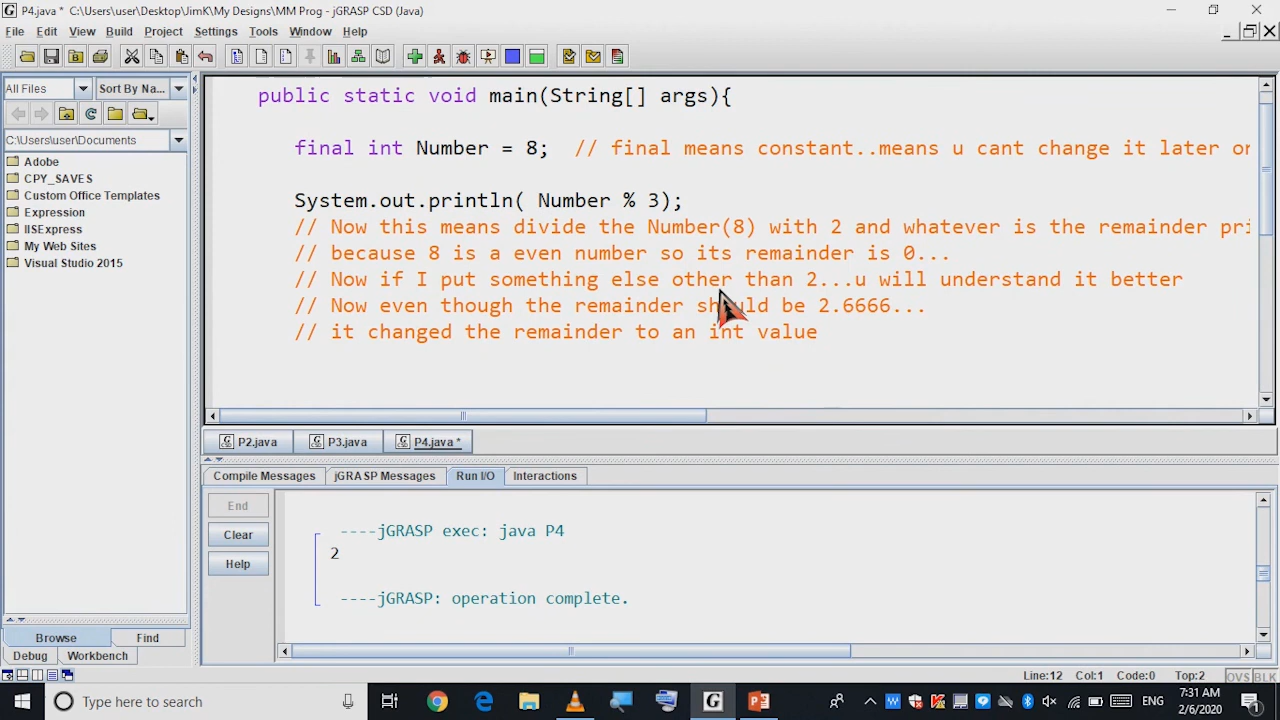 P4.java * C:\Users\user\Desktop\JimK\My Designs\MM Prog - jGRASP CSD (Java)
File Edit View Build Project Settings Tools Window Help
All Files Sort By Na...
C:\Users\user\Documents
Adobe
CPY_SAVES
Custom Office Templates
Expression
IISExpress
My Web Sites
Visual Studio 2015
Browse Find
Debug Workbench
public static void main(String[] args){
final int Number = 8; // final means constant..means u cant change it later or
System.out.println( Number % 3);
// Now this means divide the Number(8) with 2 and whatever is the remainder pri
// because 8 is a even number so its remainder is 0...
// Now if I put something else other than 2...u will understand it better
// Now even though the remainder should be 2.6666...
// it changed the remainder to an int value
P2.java P3.java P4.java *
Compile Messages jGRASP Messages Run I/O Interactions
End
Clear
Help
----jGRASP exec: java P4
2
----jGRASP: operation complete.
Line:12 Col:1 Code:0 Top:2 OVS BLK
Type here to search
ENG
7:31 AM
2/6/2020